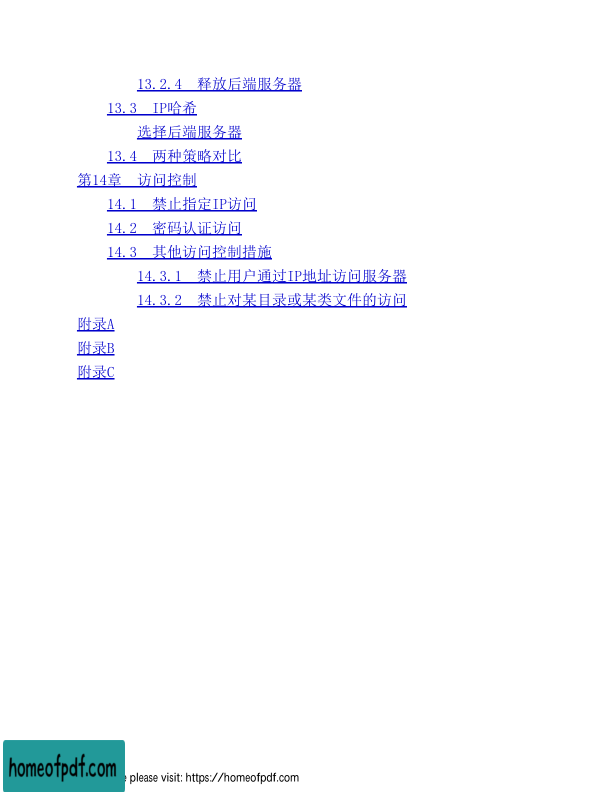 13.2.4 释放后端服务器
13.3 IP哈希
选择后端服务器
13.4 两种策略对比
第14章 访问控制
14.1 禁止指定IP访问
14.2 密码认证访问
14.3 其他访问控制措施
14.3.1 禁止用户通过IP地址访问服务器
14.3.2 禁止对某目录或某类文件的访问
附录A
附录B
附录C
homeofpdf.com
please visit: https://homeofpdf.com